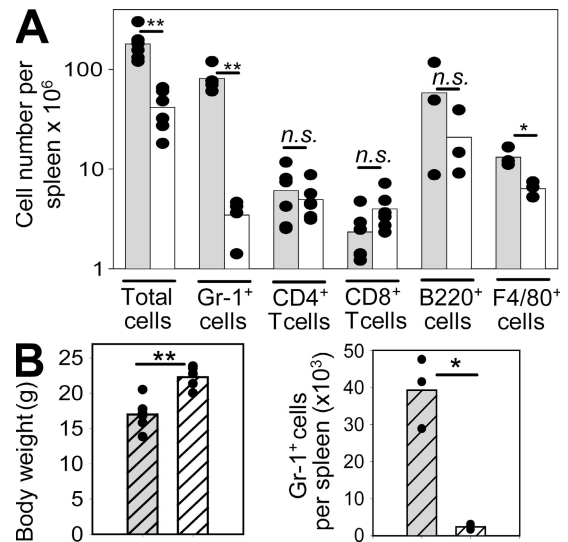 A
Cell number per
spleen x 10⁶
100
10
1
**
**
n.s.
n.s.
n.s.
*
Total
cells
Gr-1⁺
cells
CD4⁺
Tcells
CD8⁺
Tcells
B220⁺
cells
F4/80⁺
cells
B
Body weight (g)
25
20
15
10
5
0
**
Gr-1⁺ cells
per spleen (x10³)
50
40
30
20
10
0
*